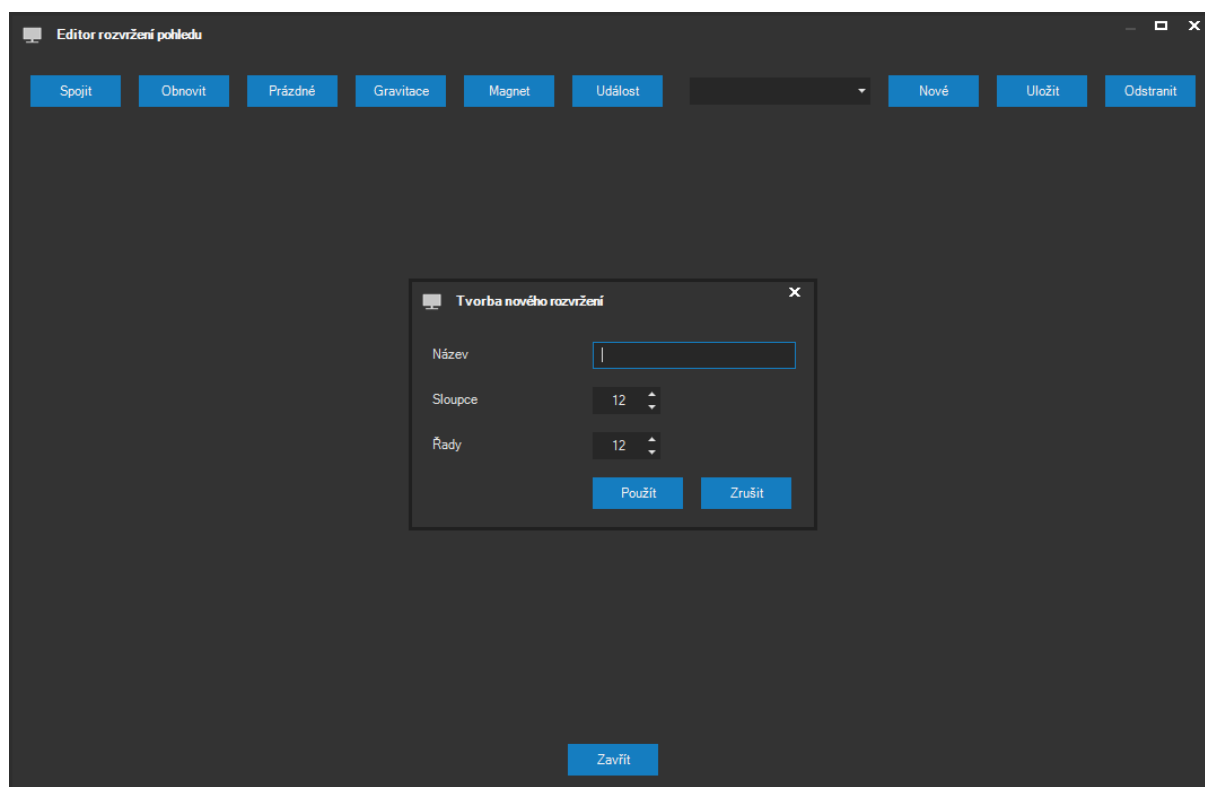 Editor rozvržení pohledu
Spojit Obnovit Prázdné Gravitace Magnet Událost Nové Uložit Odstranit
Tvorba nového rozvržení
Název
Sloupce 12
Řady 12
Použít Zrušit
Zavřít